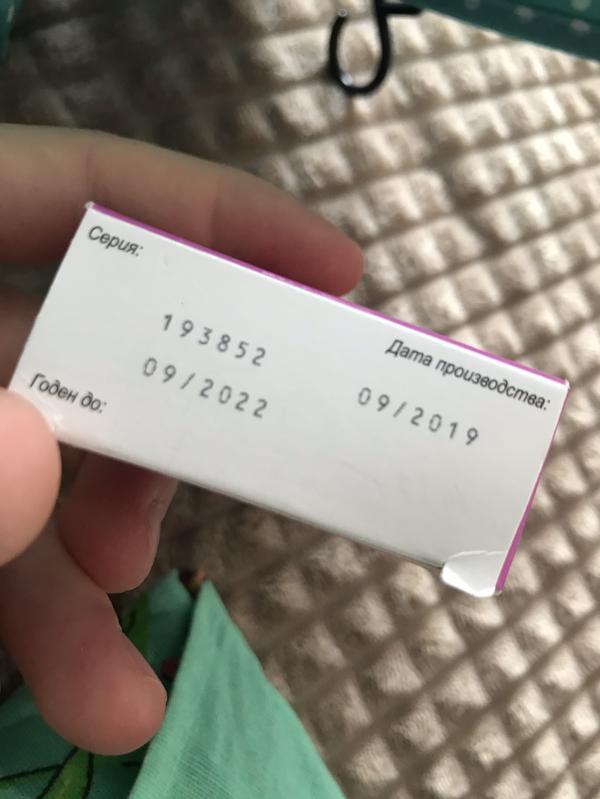 Серия:
193852
Годен до:
09/2022
Дата производства:
09/2019